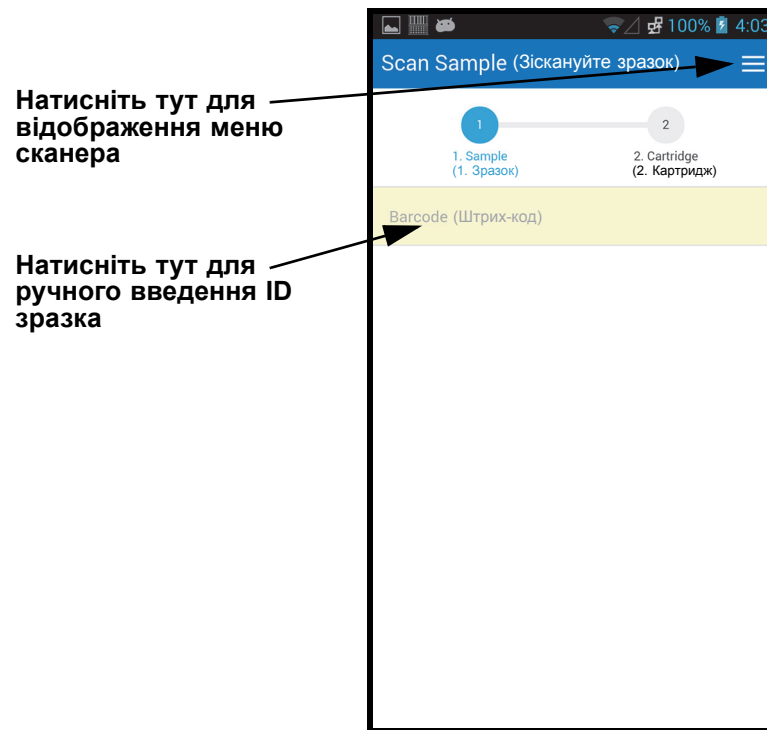 100% 4:03
Scan Sample (Зіскануйте зразок)
Натисніть тут для
відображення меню
сканера
1
2
1. Sample
(1. Зразок)
2. Cartridge
(2. Картридж)
Barcode (Штрих-код)
Натисніть тут для
ручного введення ID
зразка